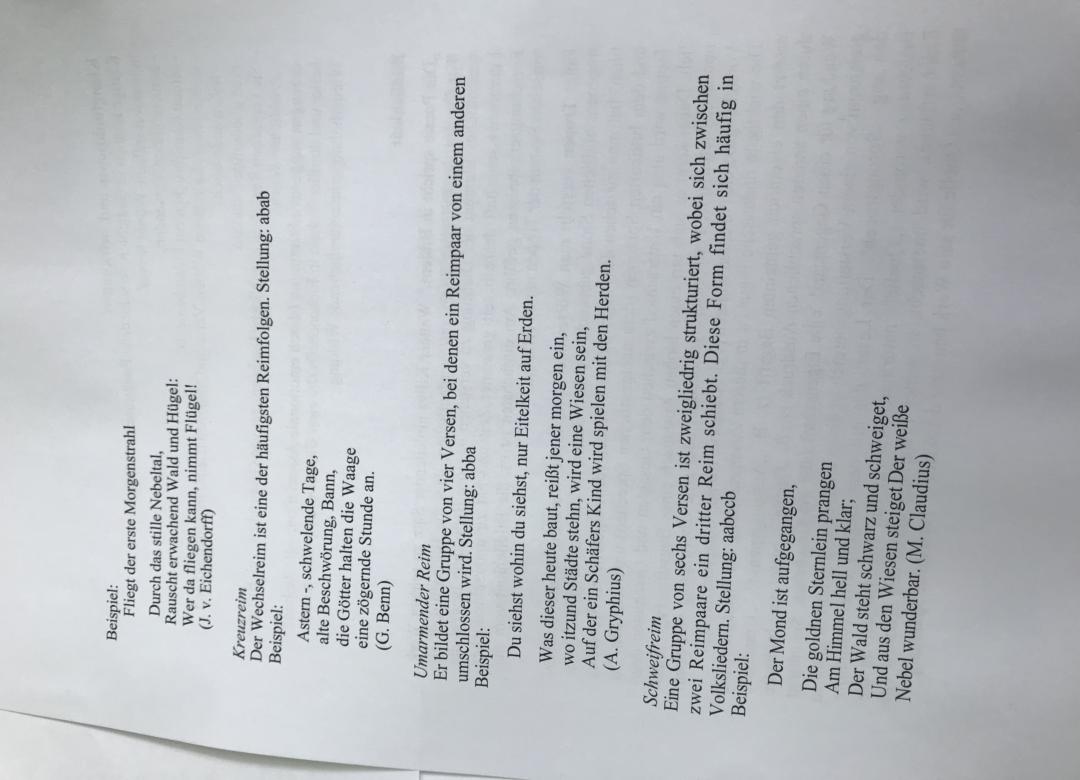 Beispiel:
Fliegt der erste Morgenstrahl
Durch das stille Nebeltal,
Rauscht erwachend Wald und Hügel:
Wer da fliegen kann, nimmt Flügel!
(J. v. Eichendorff)
Kreuzreim
Der Wechselreim ist eine der häufigsten Reimfolgen. Stellung: abab
Beispiel:
Astern -, schwelende Tage,
alte Beschwörung, Bann,
die Götter halten die Waage
eine zögernde Stunde an.
(G. Benn)
Umarmender Reim
Er bildet eine Gruppe von vier Versen, bei denen ein Reimpaar von einem anderen
umschlossen wird. Stellung: abba
Beispiel:
Du siehst wohin du siehst, nur Eitelkeit auf Erden.
Was dieser heute baut, reißt jener morgen ein,
wo itzund Städte stehn, wird eine Wiesen sein,
Auf der ein Schäfers Kind wird spielen mit den Herden.
(A. Gryphius)
Schweifreim
Eine Gruppe von sechs Versen ist zweigliedrig strukturiert, wobei sich zwischen
zwei Reimpaare ein dritter Reim schiebt. Diese Form findet sich häufig in
Volksliedern. Stellung: aabccb
Beispiel:
Der Mond ist aufgegangen,
Die goldnen Sternlein prangen
Am Himmel hell und klar;
Der Wald steht schwarz und schweiget,
Und aus den Wiesen steiget Der weiße
Nebel wunderbar. (M. Claudius)